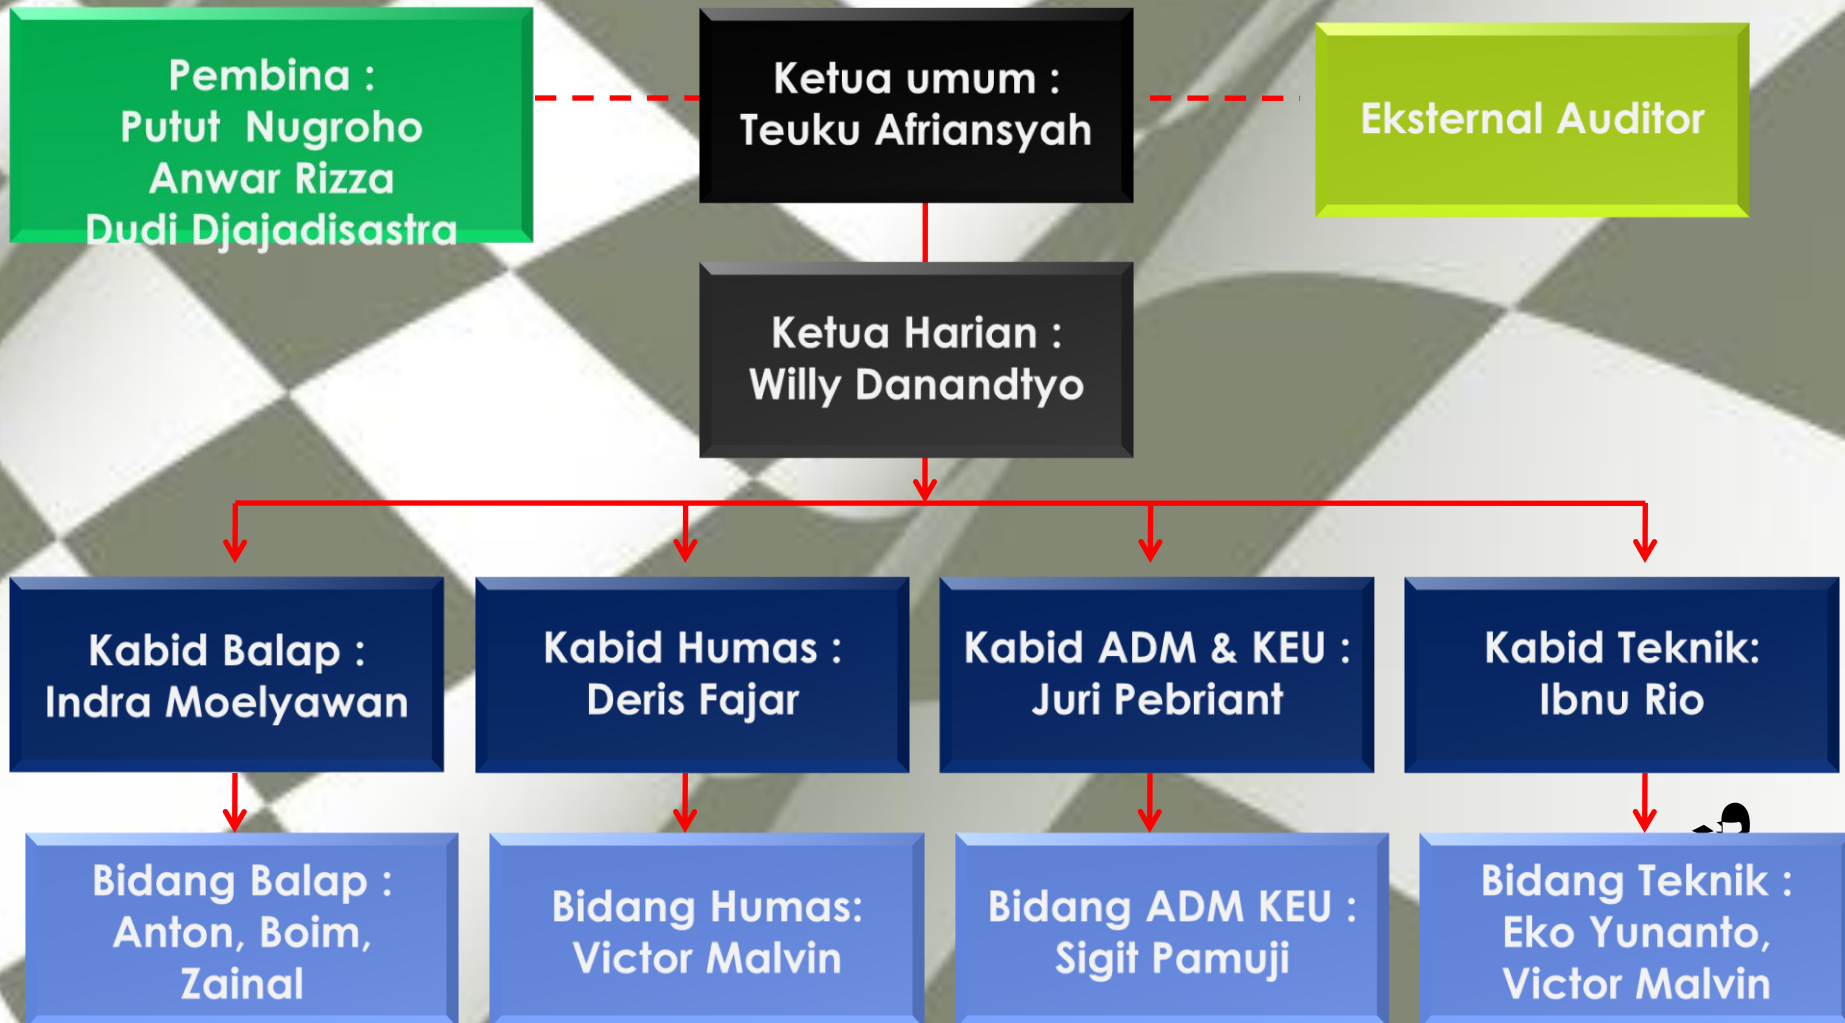 Pembina :
Putut Nugroho
Anwar Rizza
Dudi Djajadisastra
Ketua umum :
Teuku Afriansyah
Eksternal Auditor
Ketua Harian :
Willy Danandtyo
Kabid Balap :
Indra Moelyawan
Kabid Humas :
Deris Fajar
Kabid ADM & KEU :
Juri Pebriant
Kabid Teknik:
Ibnu Rio
Bidang Balap :
Anton, Boim,
Zainal
Bidang Humas:
Victor Malvin
Bidang ADM KEU :
Sigit Pamuji
Bidang Teknik :
Eko Yunanto,
Victor Malvin